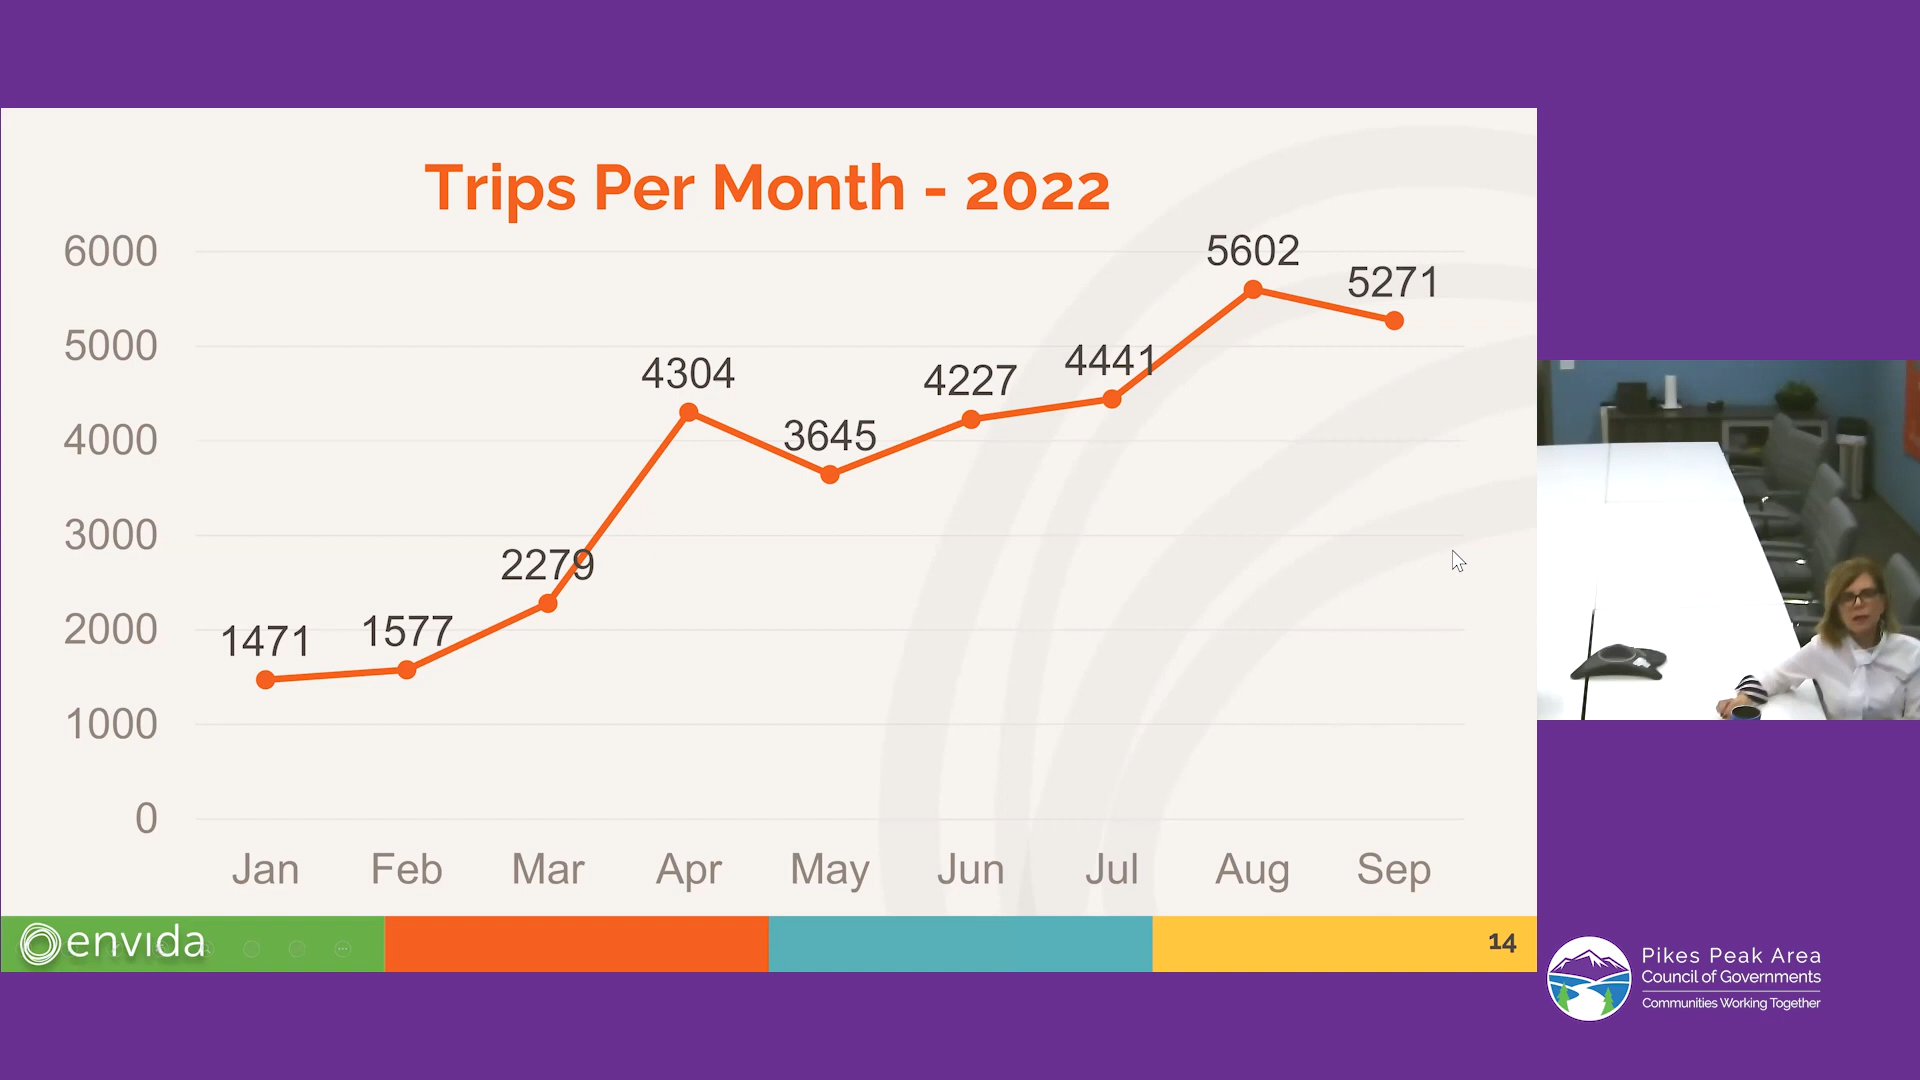 Trips Per Month - 2022
6000
5000
4000
3000
2000
1000
0
1471
1577
2279
4304
3645
4227
4441
5602
5271
Jan Feb Mar Apr May Jun Jul Aug Sep
envida
14
Pikes Peak Area
Council of Governments
Communities Working Together